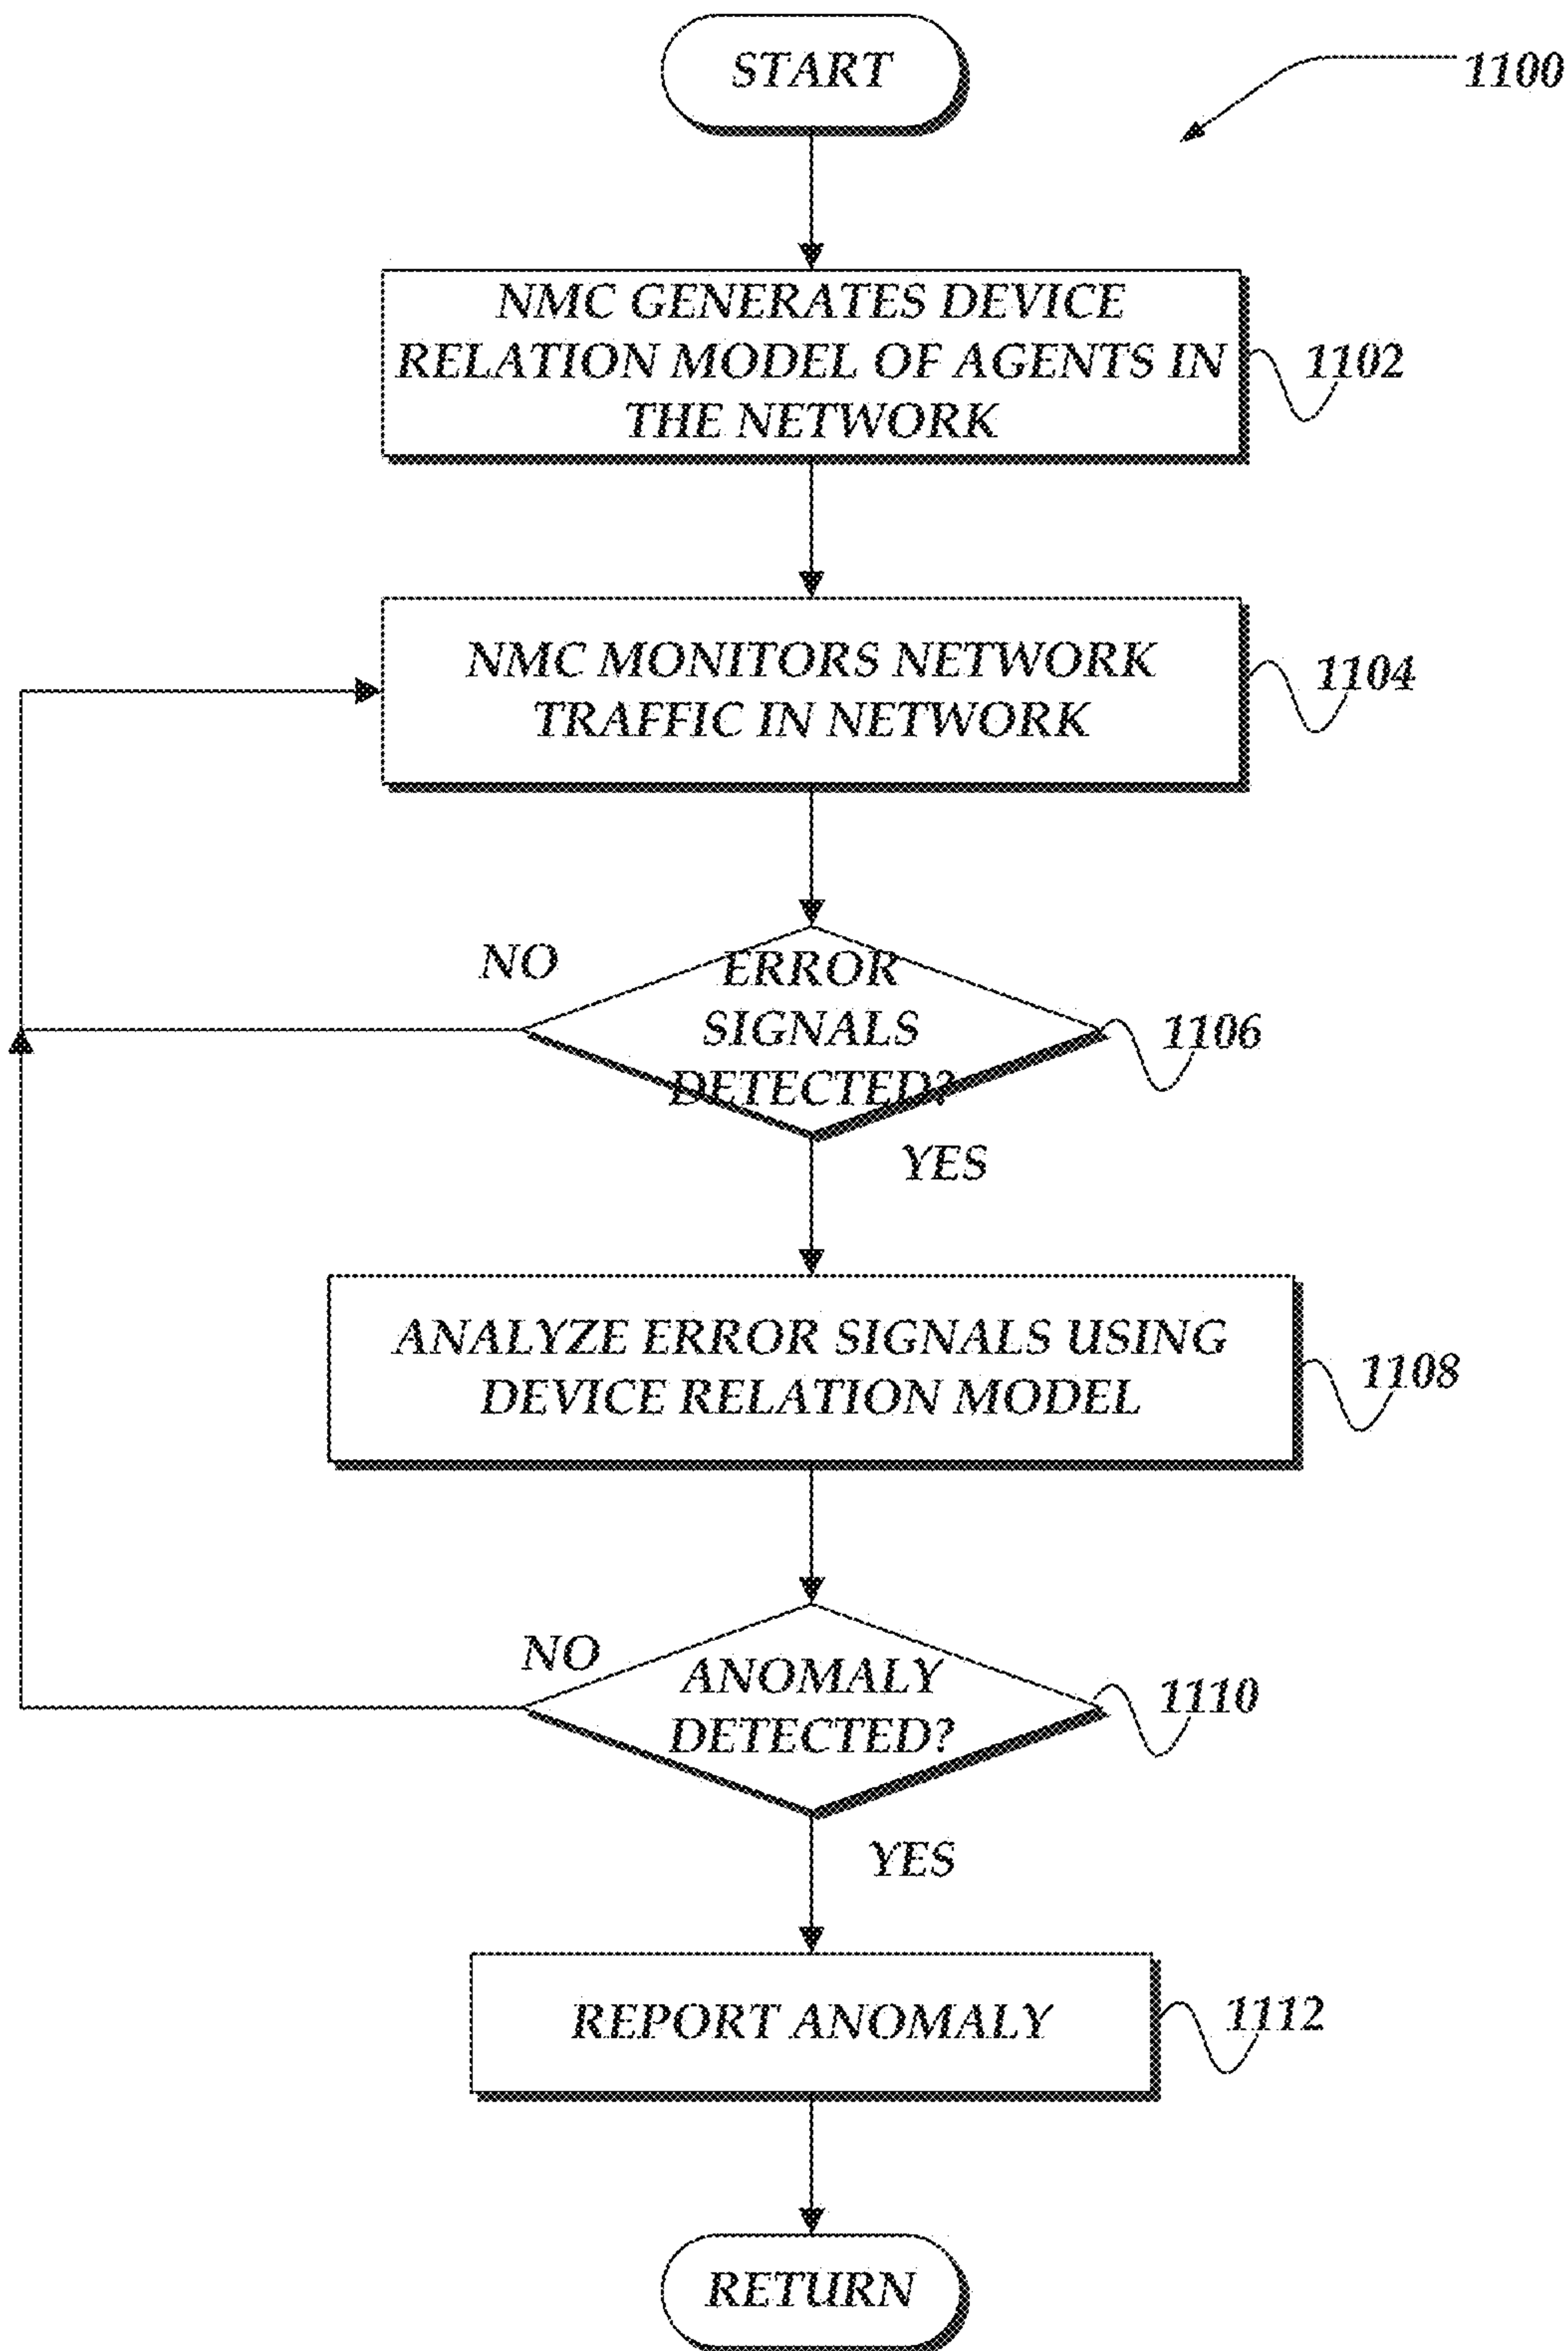 START
1100
NMC GENERATES DEVICE
RELATION MODEL OF AGENTS IN
THE NETWORK
1102
NMC MONITORS NETWORK
TRAFFIC IN NETWORK
1104
NO
ERROR
SIGNALS
DETECTED?
1106
YES
ANALYZE ERROR SIGNALS USING
DEVICE RELATION MODEL
1108
NO
ANOMALY
DETECTED?
1110
YES
REPORT ANOMALY
1112
RETURN